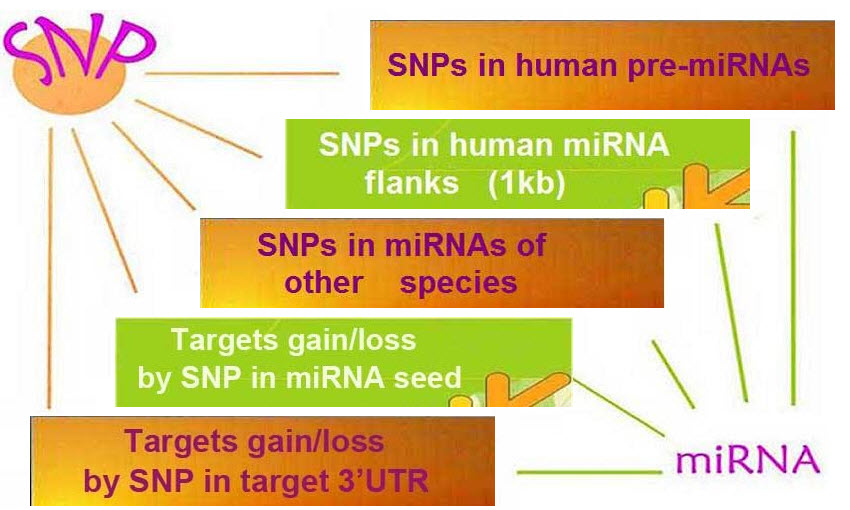 SNP
SNPs in human pre-miRNAs
SNPs in human miRNA
flanks (1kb)
SNPs in miRNAs of
other species
Targets gain/loss
by SNP in miRNA seed
Targets gain/loss
by SNP in target 3’UTR
miRNA